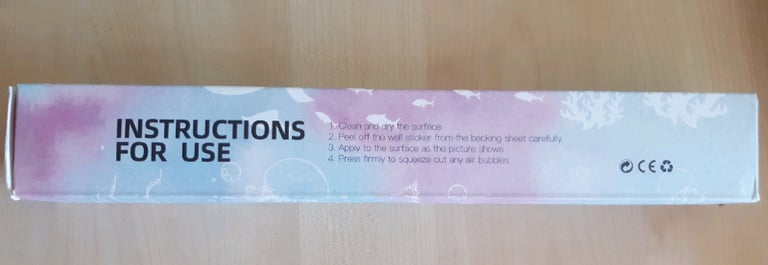 INSTRUCTIONS
FOR USE
1. Clean and dry the surface
2. Peel off the wall sticker from the backing sheet carefully
3. Apply to the surface as the picture shows
4. Press firmly to squeeze out any air bubbles
CE